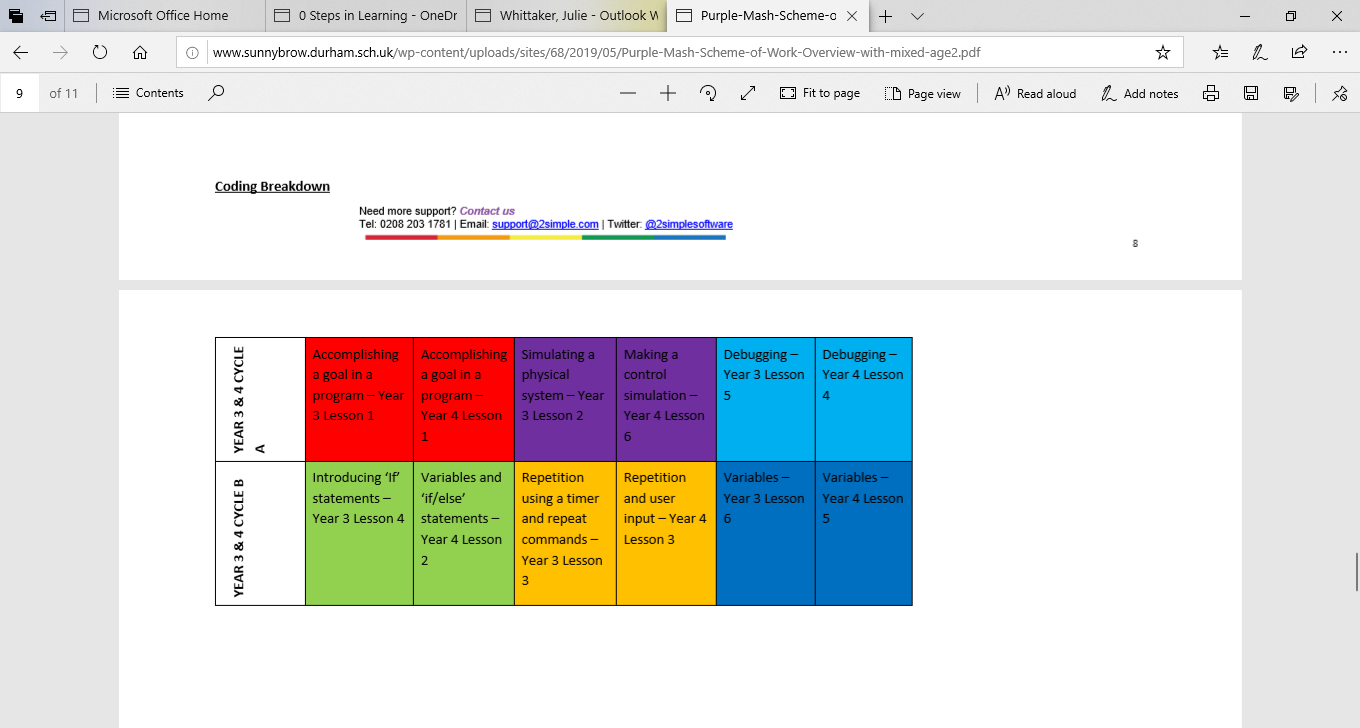 Microsoft Office Home
0 Steps in Learning - OneDr
Whittaker, Julie - Outlook W
Purple-Mash-Scheme-o
www.sunnybrow.durham.sch.uk/wp-content/uploads/sites/68/2019/05/Purple-Mash-Scheme-of-Work-Overview-with-mixed-age2.pdf
9 of 11
Contents
Fit to page
Page view
Read aloud
Add notes
Coding Breakdown
Need more support? Contact us
Tel: 0208 203 1781 | Email: support@2simple.com | Twitter: @2simplesoftware
8
YEAR 3 & 4 CYCLE
A
Accomplishing
a goal in a
program – Year
3 Lesson 1
Accomplishing
a goal in a
program –
Year 4 Lesson
1
Simulating a
physical
system – Year
3 Lesson 2
Making a
control
simulation –
Year 4 Lesson
6
Debugging –
Year 3 Lesson
5
Debugging –
Year 4 Lesson
4
YEAR 3 & 4 CYCLE B
Introducing ‘If’
statements –
Year 3 Lesson 4
Variables and
‘if/else’
statements –
Year 4 Lesson
2
Repetition
using a timer
and repeat
commands –
Year 3 Lesson
3
Repetition
and user
input – Year 4
Lesson 3
Variables –
Year 3 Lesson
6
Variables –
Year 4 Lesson
5